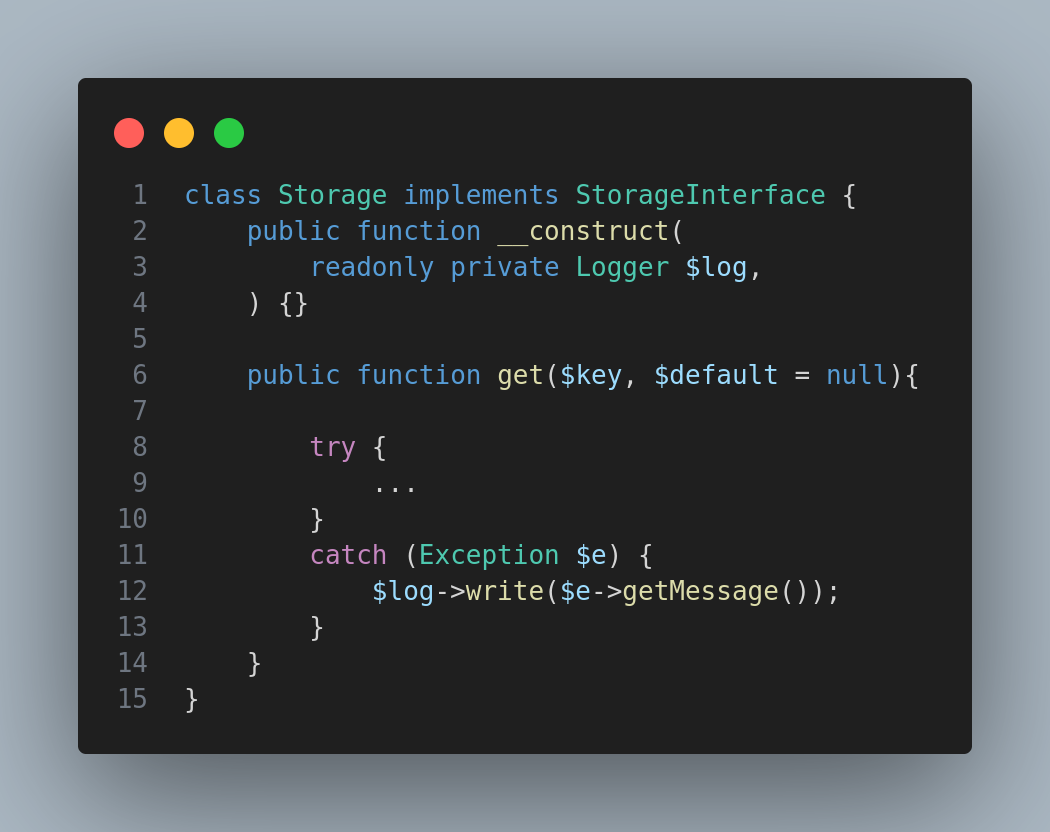 1 class Storage implements StorageInterface {
2     public function __construct(
3         readonly private Logger $log,
4     ) {}
5
6     public function get($key, $default = null){
7
8         try {
9             ...
10         }
11         catch (Exception $e) {
12             $log->write($e->getMessage());
13         }
14     }
15 }